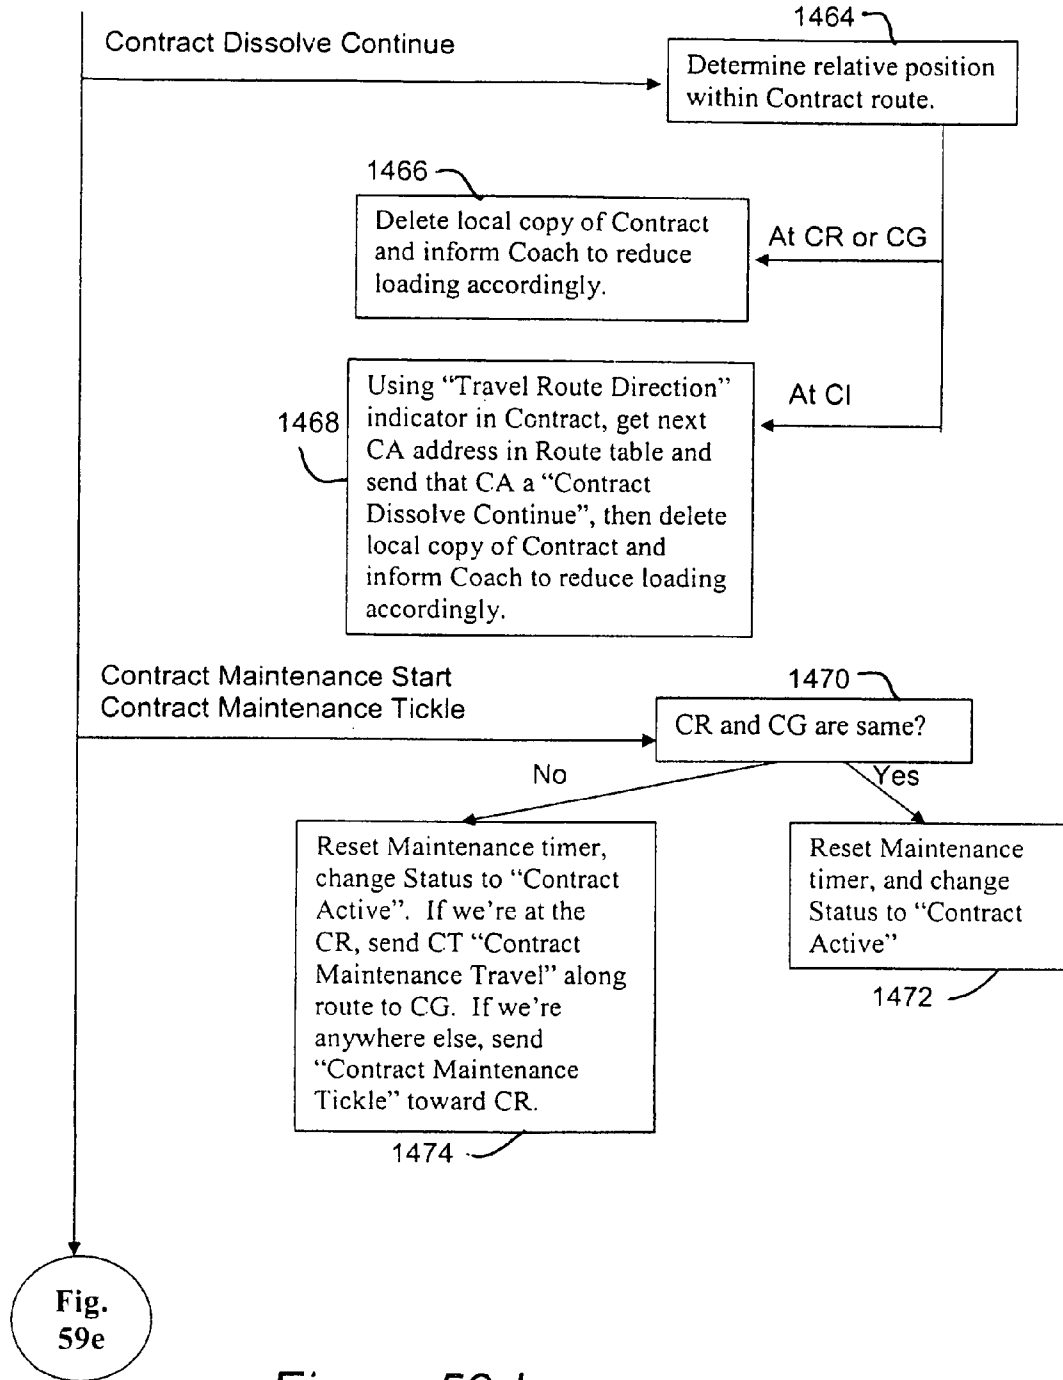 1464
Contract Dissolve Continue
Determine relative position
within Contract route.
1466
Delete local copy of Contract
and inform Coach to reduce
loading accordingly.
At CR or CG
1468
Using “Travel Route Direction”
indicator in Contract, get next
CA address in Route table and
send that CA a “Contract
Dissolve Continue”, then delete
local copy of Contract and
inform Coach to reduce loading
accordingly.
At CI
Contract Maintenance Start
Contract Maintenance Tickle
1470
CR and CG are same?
No
Yes
Reset Maintenance timer,
change Status to “Contract
Active”. If we’re at the
CR, send CT “Contract
Maintenance Travel” along
route to CG. If we’re
anywhere else, send
“Contract Maintenance
Tickle” toward CR.
1474
Reset Maintenance
timer, and change
Status to “Contract
Active”
1472
Fig.
59e